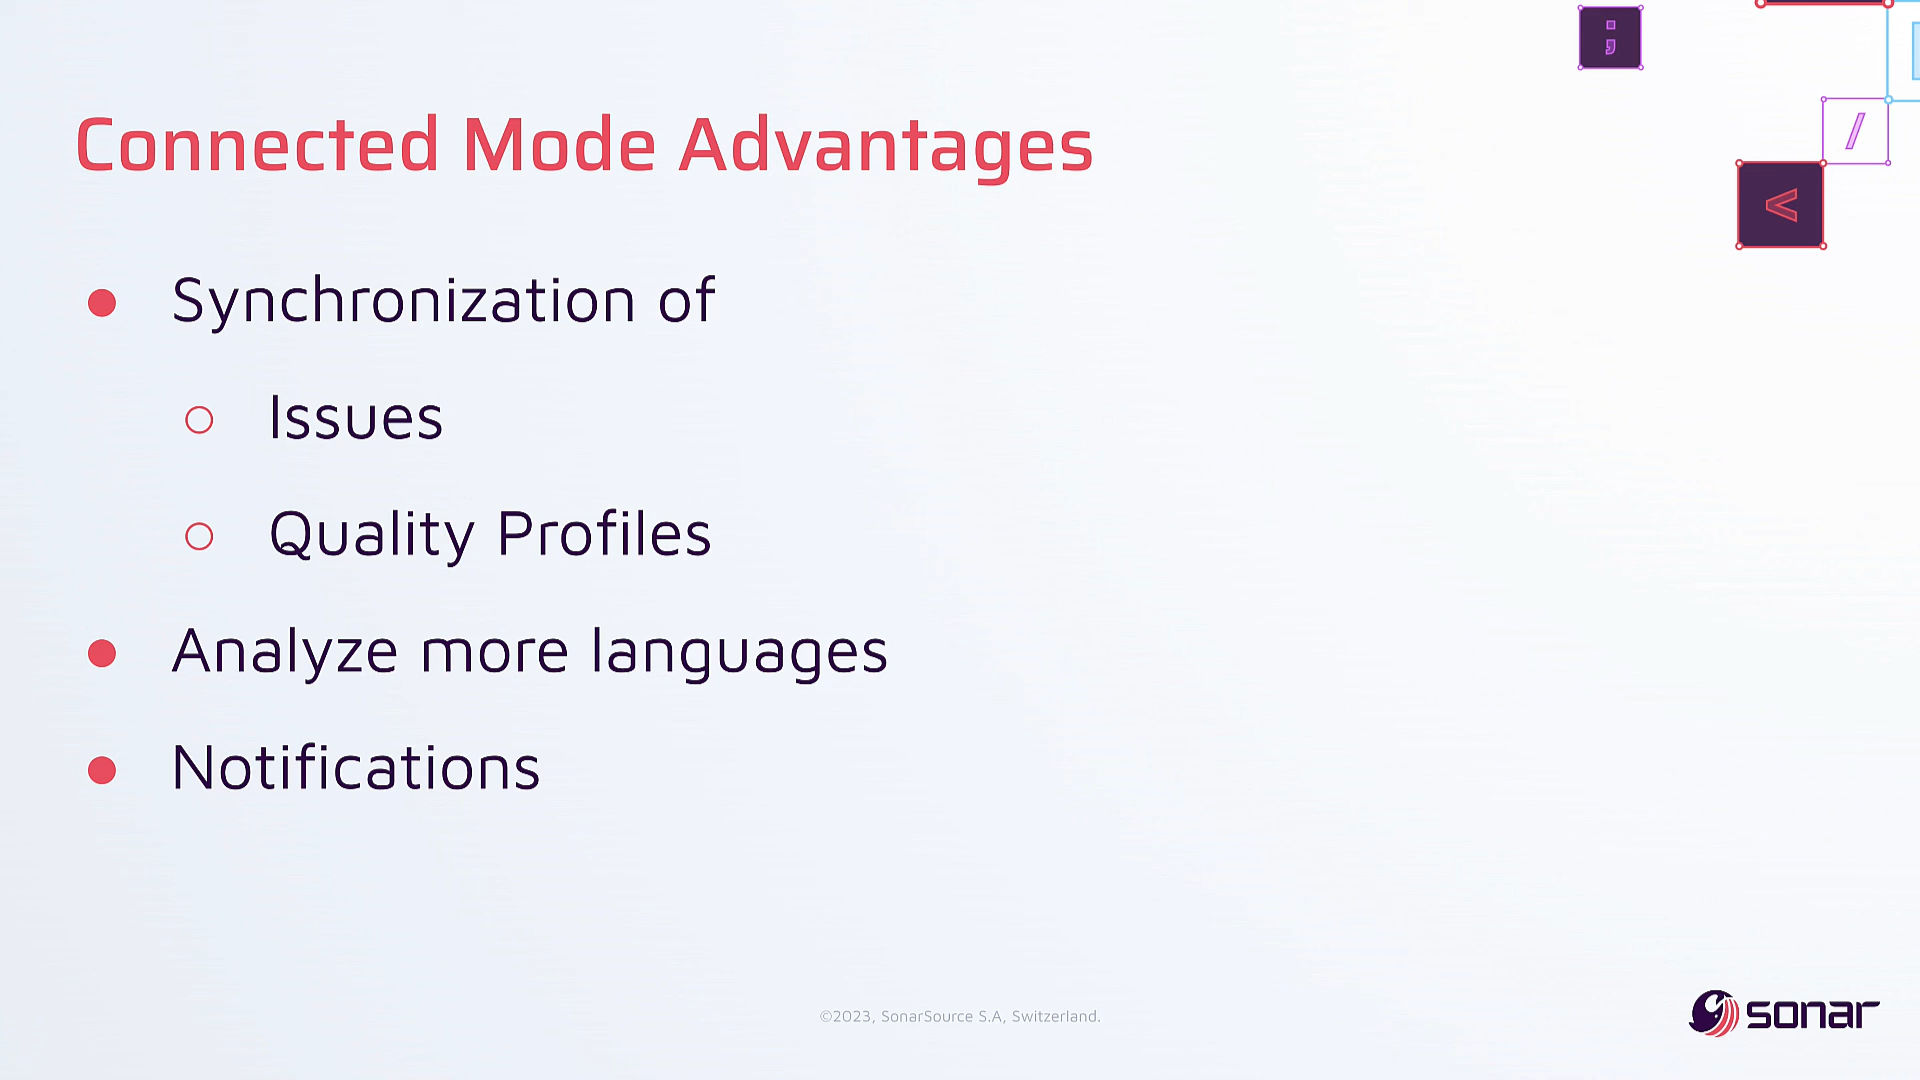 ;
/
<
Connected Mode Advantages
● Synchronization of
○ Issues
○ Quality Profiles
● Analyze more languages
● Notifications
©2023, SonarSource S.A, Switzerland.
sonar